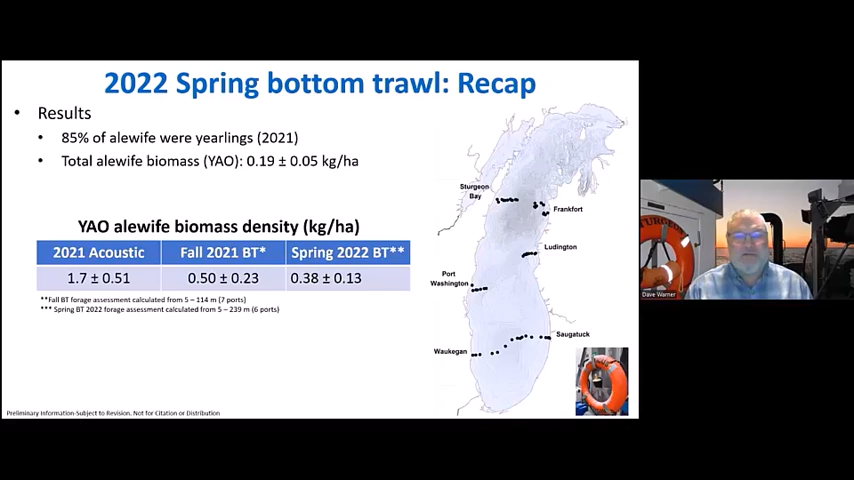 2022 Spring bottom trawl: Recap
• Results
• 85% of alewife were yearlings (2021)
• Total alewife biomass (YAO): 0.19 ± 0.05 kg/ha
YAO alewife biomass density (kg/ha)
2021 Acoustic Fall 2021 BT* Spring 2022 BT**
1.7 ± 0.51 0.50 ± 0.23 0.38 ± 0.13
**Fall BT forage assessment calculated from 5 – 114 m (7 ports)
*** Spring BT 2022 forage assessment calculated from 5 – 239 m (6 ports)
Sturgeon
Bay
Frankfort
Ludington
Port
Washington
Saugatuck
Waukegan
Preliminary Information-Subject to Revision. Not for Citation or Distribution
STURGEON
Dave Warner